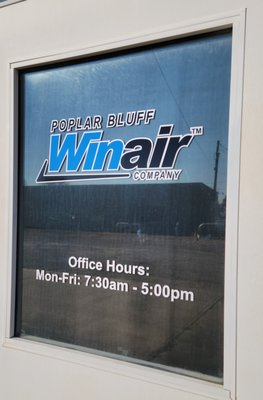 POPLAR BLUFF
Winair™
COMPANY
Office Hours:
Mon-Fri: 7:30am - 5:00pm